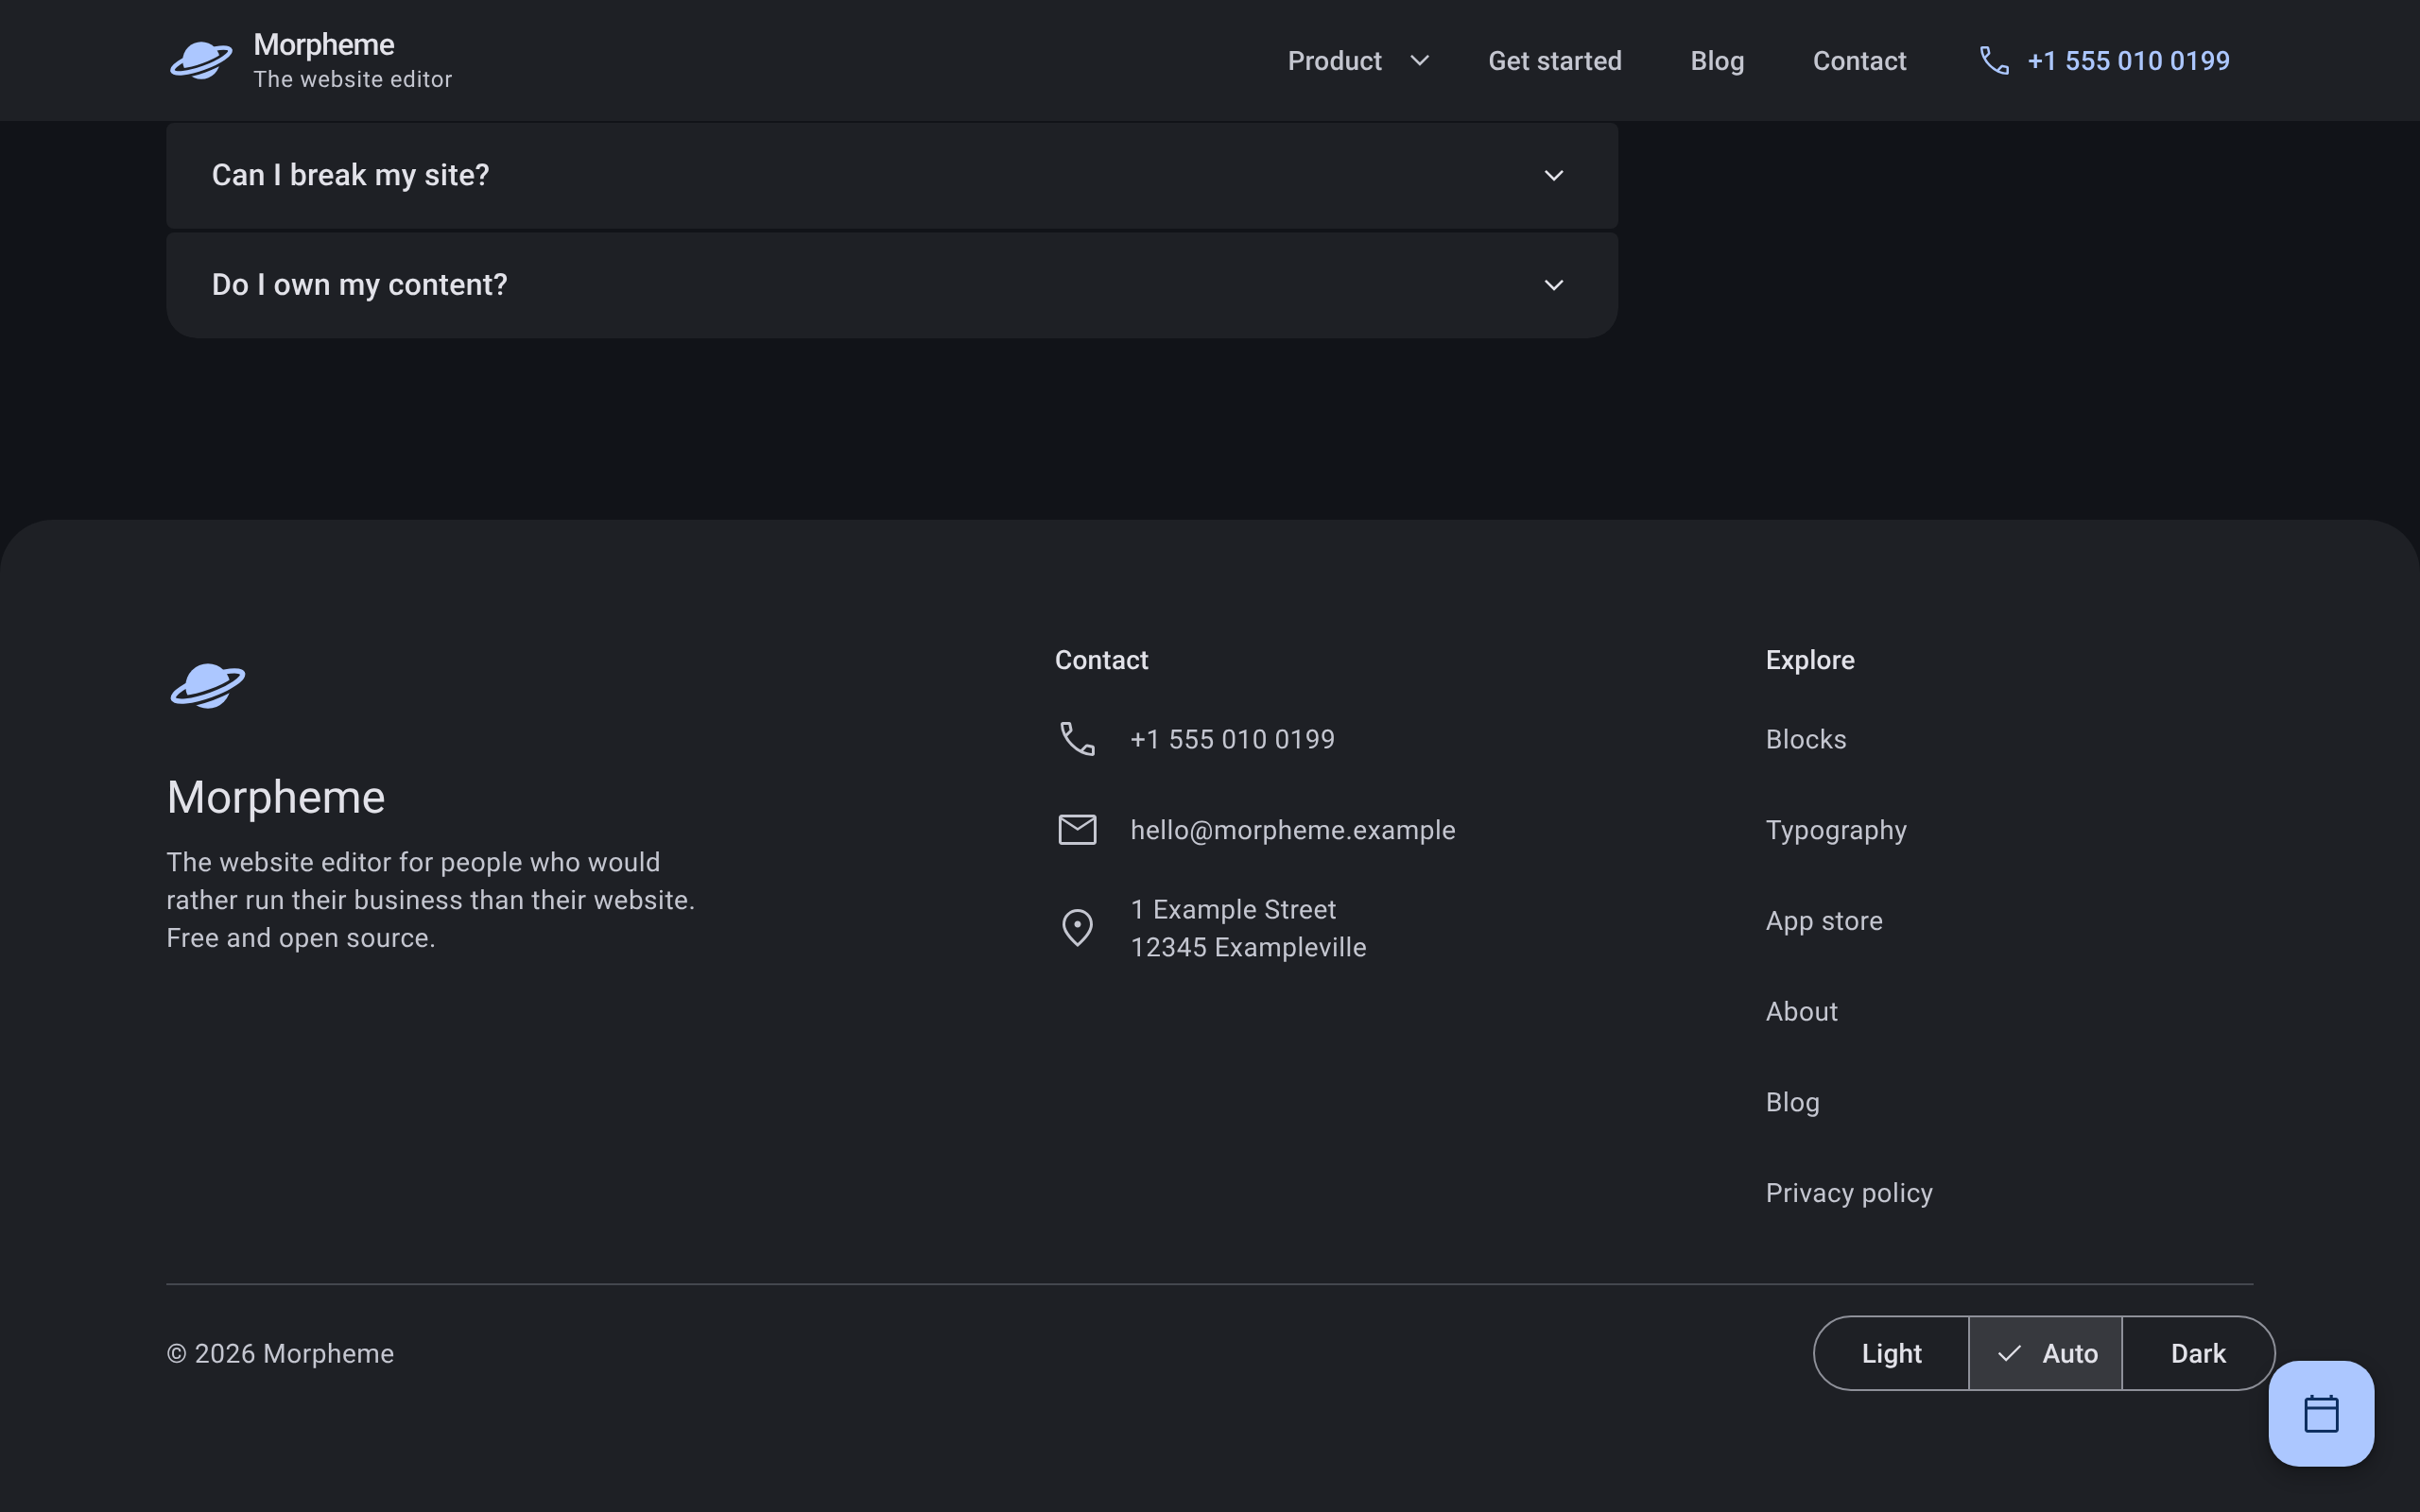 Morpheme
The website editor
Product
Get started
Blog
Contact
+1 555 010 0199
Can I break my site?
Do I own my content?
Morpheme
The website editor for people who would
rather run their business than their website.
Free and open source.
Contact
+1 555 010 0199
hello@morpheme.example
1 Example Street
12345 Exampleville
Explore
Blocks
Typography
App store
About
Blog
Privacy policy
© 2026 Morpheme
Light
Auto
Dark